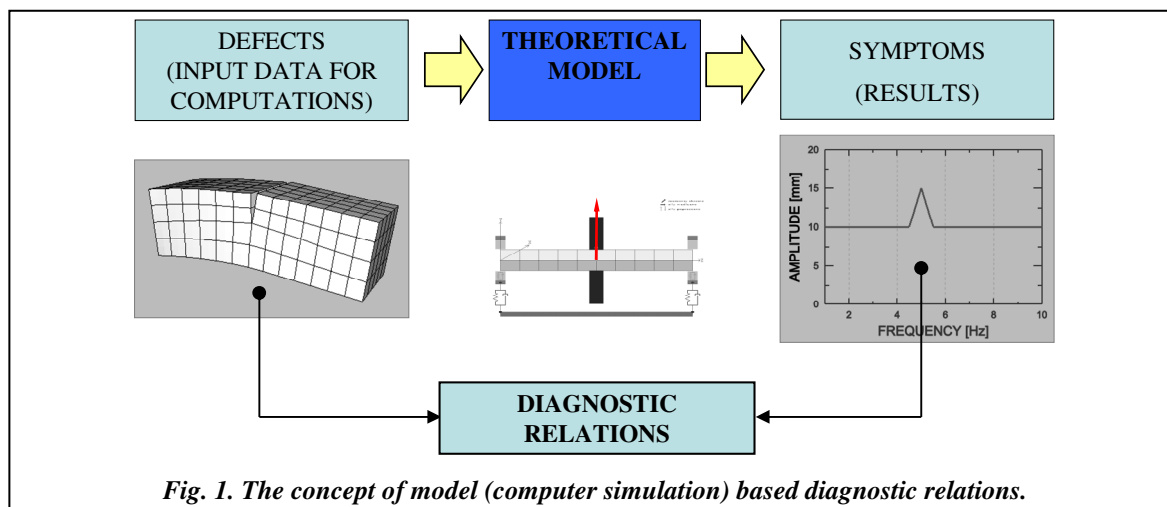 DEFECTS
(INPUT DATA FOR
COMPUTATIONS)
THEORETICAL
MODEL
SYMPTOMS
(RESULTS)
20
15
10
5
0
AMPLITUDE [mm]
2 4 6 8 10
FREQUENCY [Hz]
DIAGNOSTIC
RELATIONS
Fig. 1. The concept of model (computer simulation) based diagnostic relations.